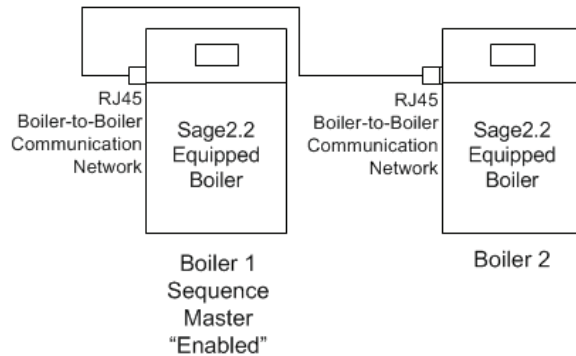 RJ45
Boiler-to-Boiler
Communication
Network
Sage2.2
Equipped
Boiler
RJ45
Boiler-to-Boiler
Communication
Network
Sage2.2
Equipped
Boiler
Boiler 1
Sequence
Master
“Enabled”
Boiler 2